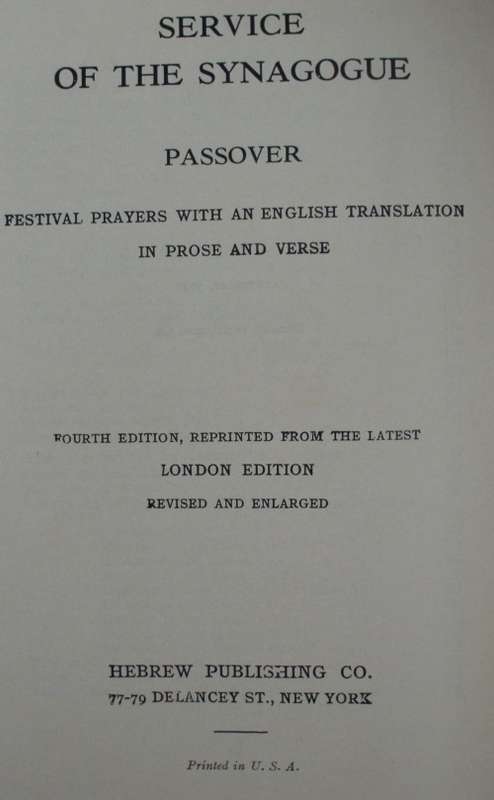 SERVICE
OF THE SYNAGOGUE
PASSOVER
FESTIVAL PRAYERS WITH AN ENGLISH TRANSLATION
IN PROSE AND VERSE
FOURTH EDITION, REPRINTED FROM THE LATEST
LONDON EDITION
REVISED AND ENLARGED
HEBREW PUBLISHING CO.
77-79 DELANCEY ST., NEW YORK
Printed in U. S. A.